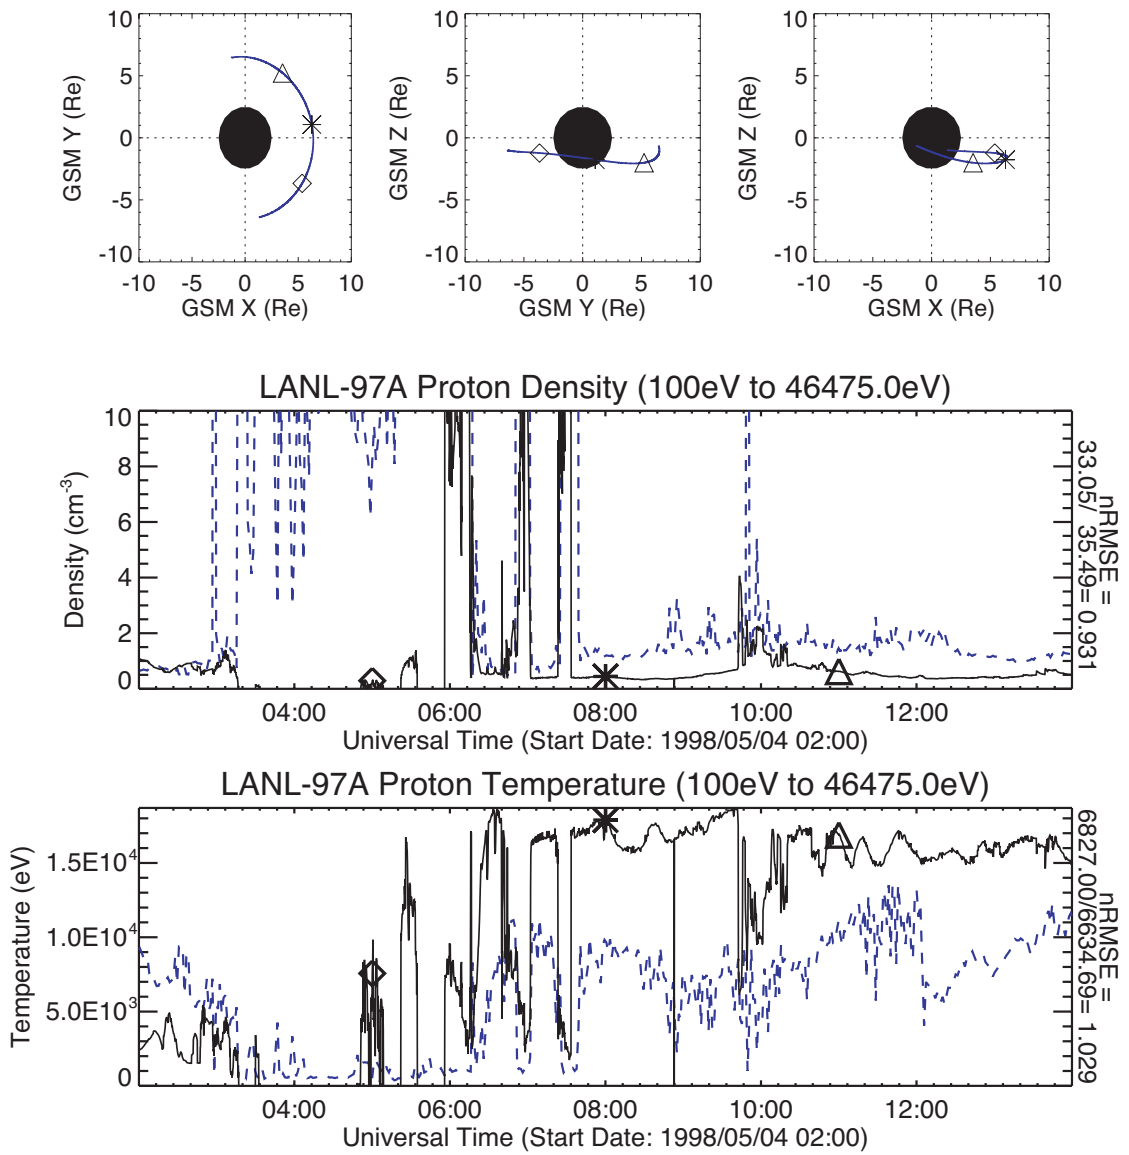 10
5
0
-5
-10
GSM Y (Re)
-10 -5 0 5 10
GSM X (Re)
10
5
0
-5
-10
GSM Z (Re)
-10 -5 0 5 10
GSM Y (Re)
10
5
0
-5
-10
GSM Z (Re)
-10 -5 0 5 10
GSM X (Re)
LANL-97A Proton Density (100eV to 46475.0eV)
10
8
6
4
2
0
Density (cm-3)
04:00 06:00 08:00 10:00 12:00
Universal Time (Start Date: 1998/05/04 02:00)
nRMSE =
33.05/ 35.49= 0.931
LANL-97A Proton Temperature (100eV to 46475.0eV)
1.5E104
1.0E104
5.0E103
0
Temperature (eV)
04:00 06:00 08:00 10:00 12:00
Universal Time (Start Date: 1998/05/04 02:00)
nRMSE =
6827.00/6634.69= 1.029